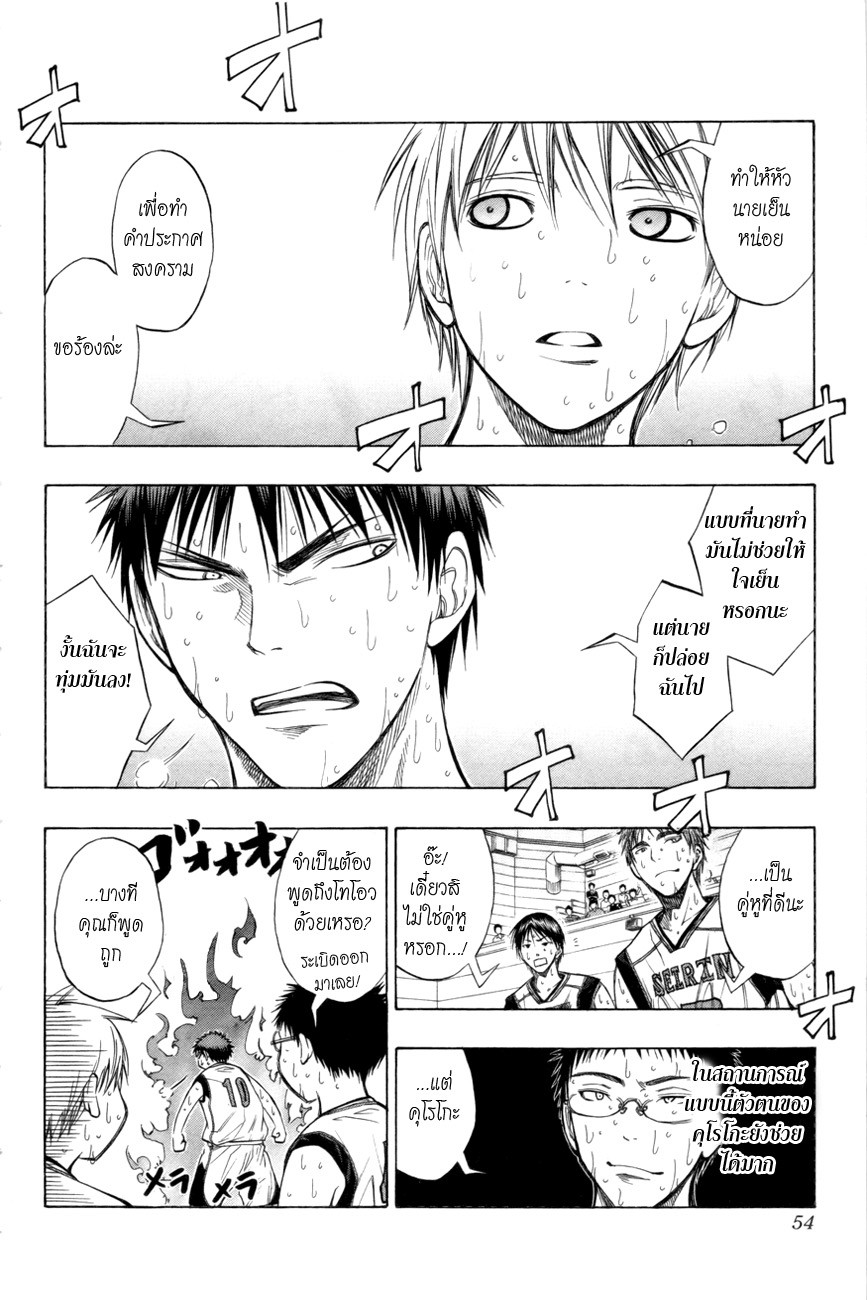 オ
オ
ทำให้หัว
นายเย็น
หน่อย
เพื่อทำ
คำประกาศ
สงคราม
ขอร้องล่ะ
オ
オ
แบบที่นายทำ
มันไม่ช่วยให้
ใจเย็น
หรอกนะ
แต่นาย
ก็ปล่อย
ฉันไป
งั้นฉันจะ
ทุ่มมันลง!
オ
オ
...เป็น
คู่หูที่ดีนะ
SEIRIN
อ๊ะ!
เดี๋ยวสิ
ไม่ใช่คู่หู
หรอก...!
จำเป็นต้อง
พูดถึงโทโอว
ด้วยเหรอ?
ระเบิดออก
มาเลย!
ゴオオオオ
...บางที
คุณก็พูด
ถูก
10
メラ
メラ
オ
ในสถานการณ์
แบบนี้ตัวตนของ
คุโรโกะยังช่วย
ได้มาก
...แต่
คุโรโกะ
54